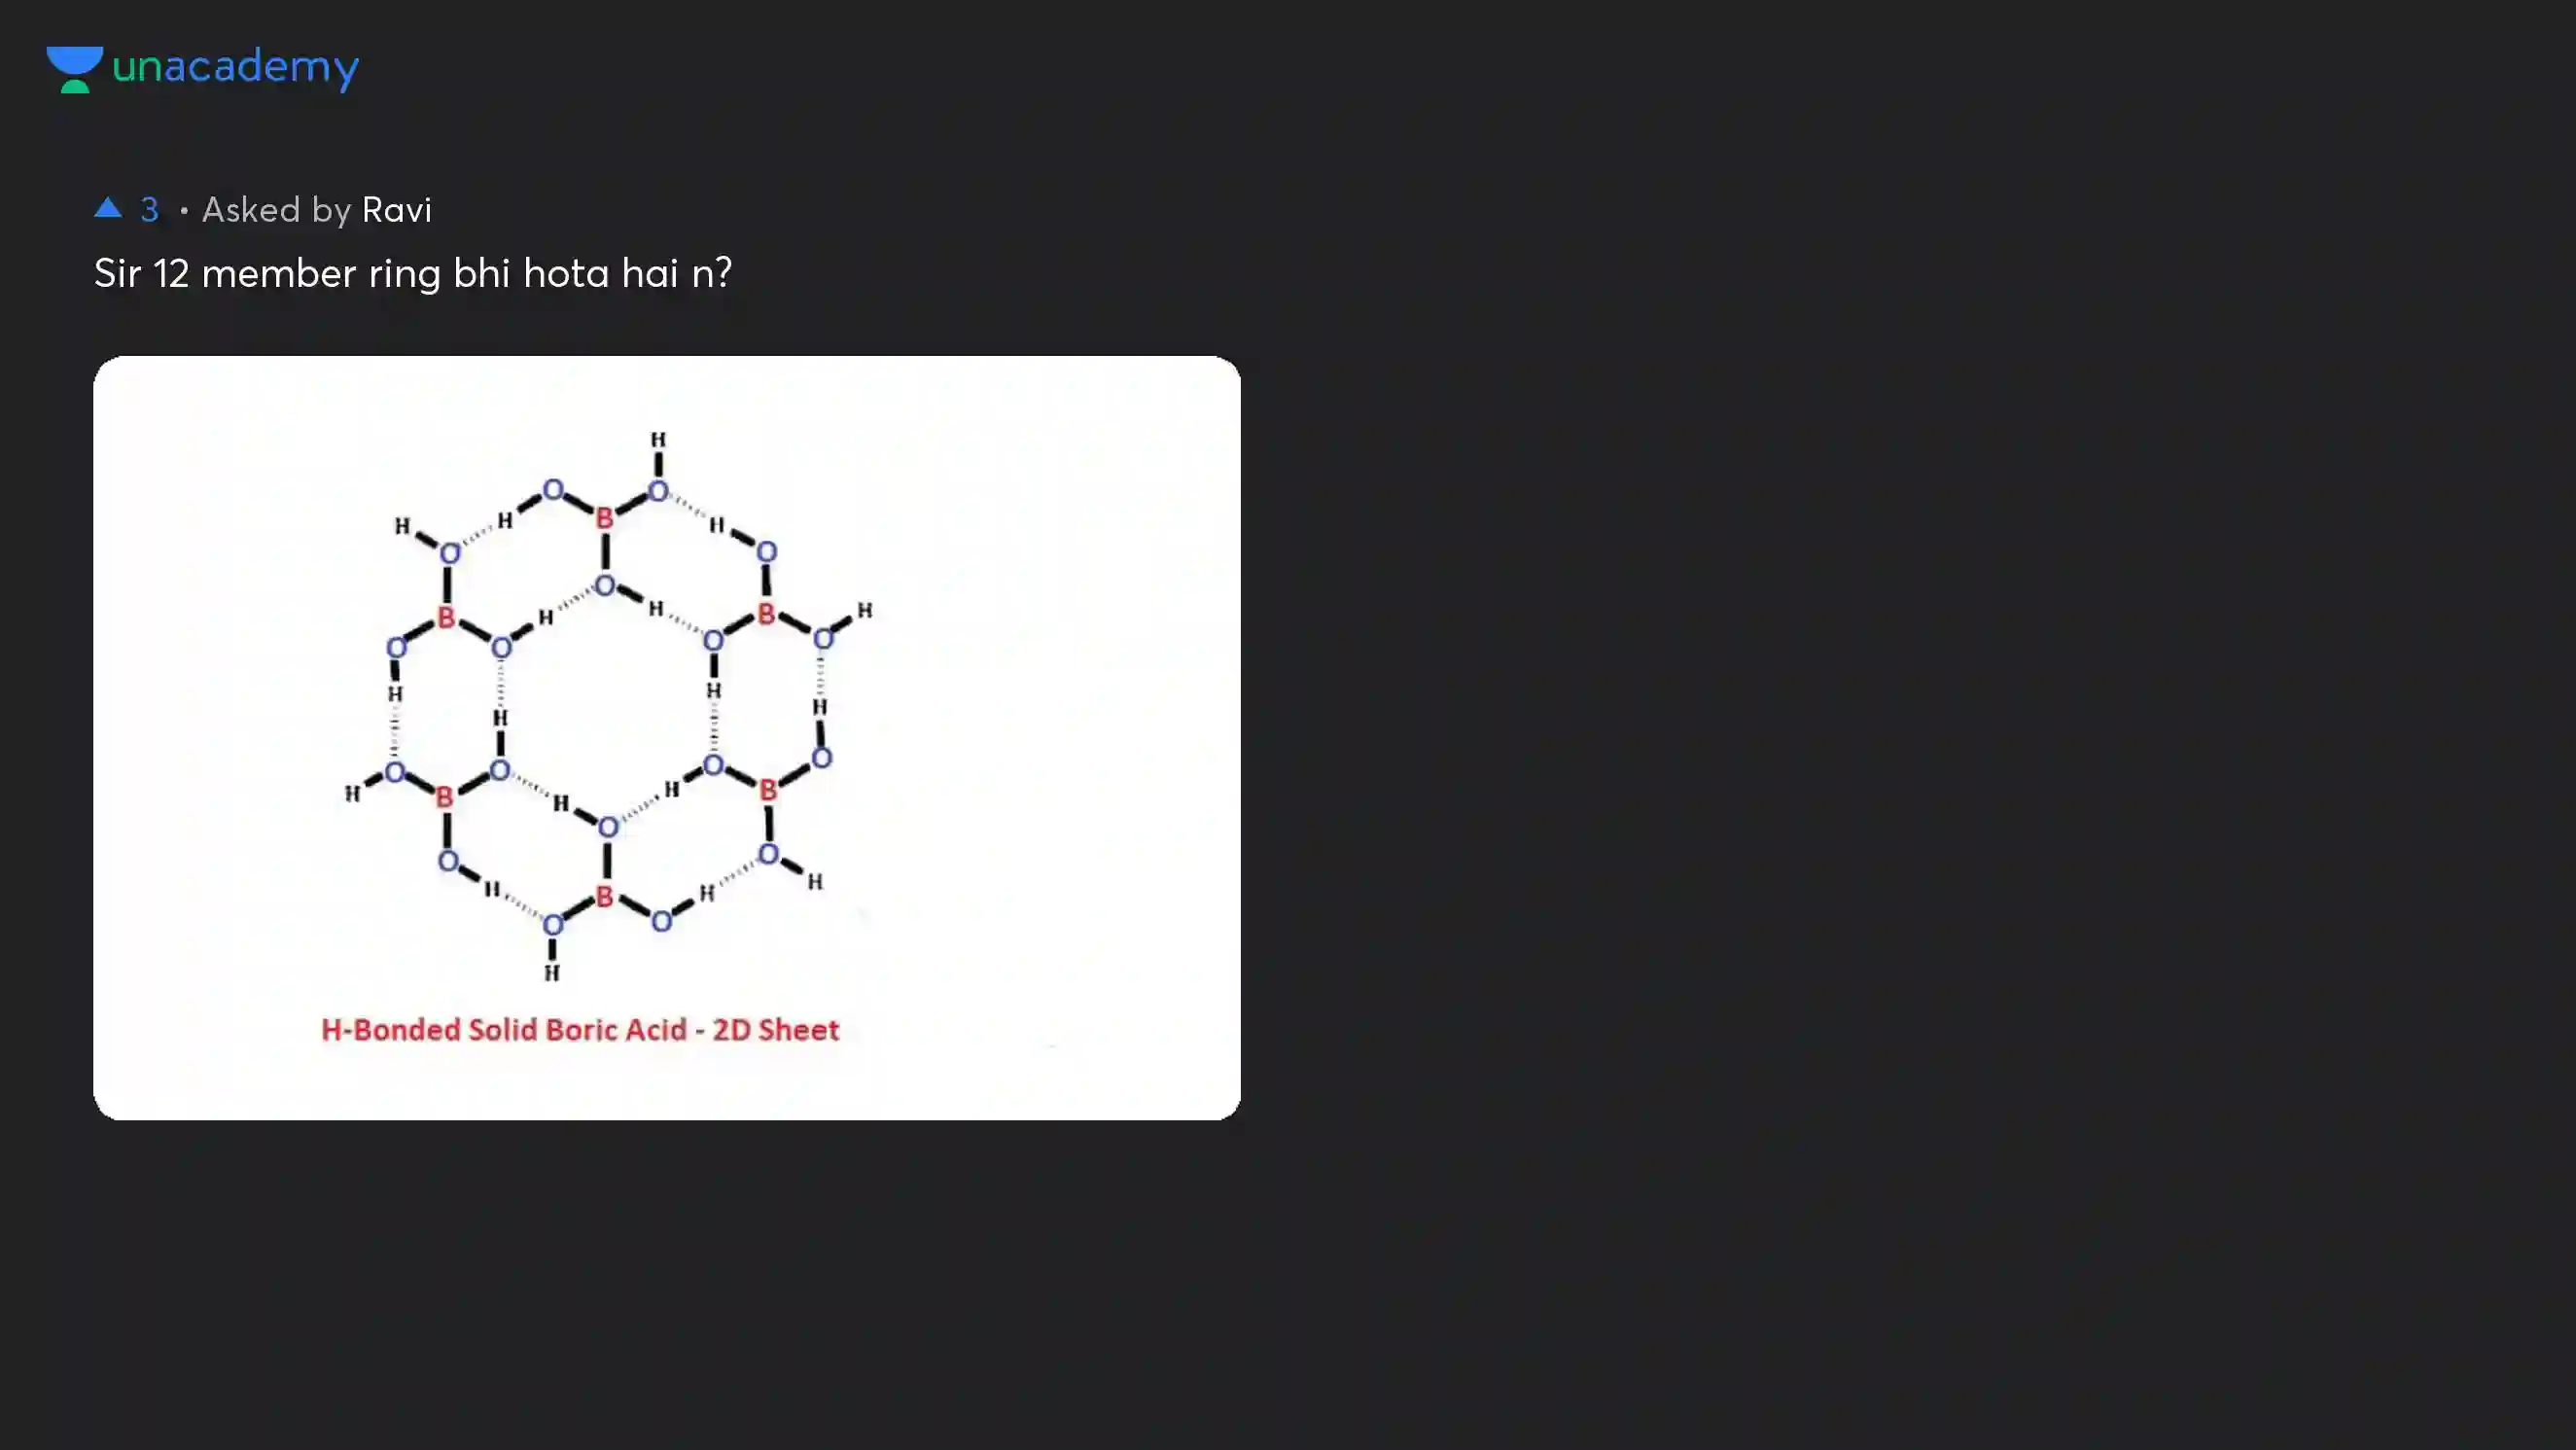 unacademy
3 • Asked by Ravi
Sir 12 member ring bhi hota hai n?
H
O O
H B H
H O O
O H
H H B
B O O
O O
H H
H H
O O O
O H
H B H B
O
O O
H H H
B
O O
H
H-Bonded Solid Boric Acid - 2D Sheet